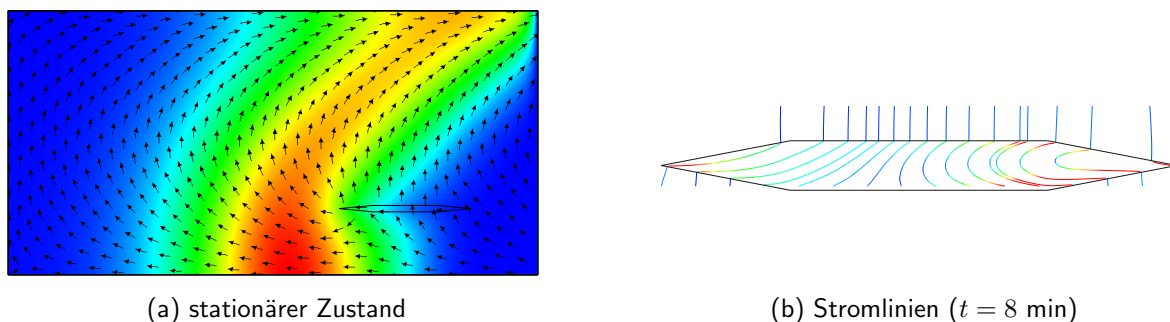 (a) stationärer Zustand
(b) Stromlinien (t = 8 min)